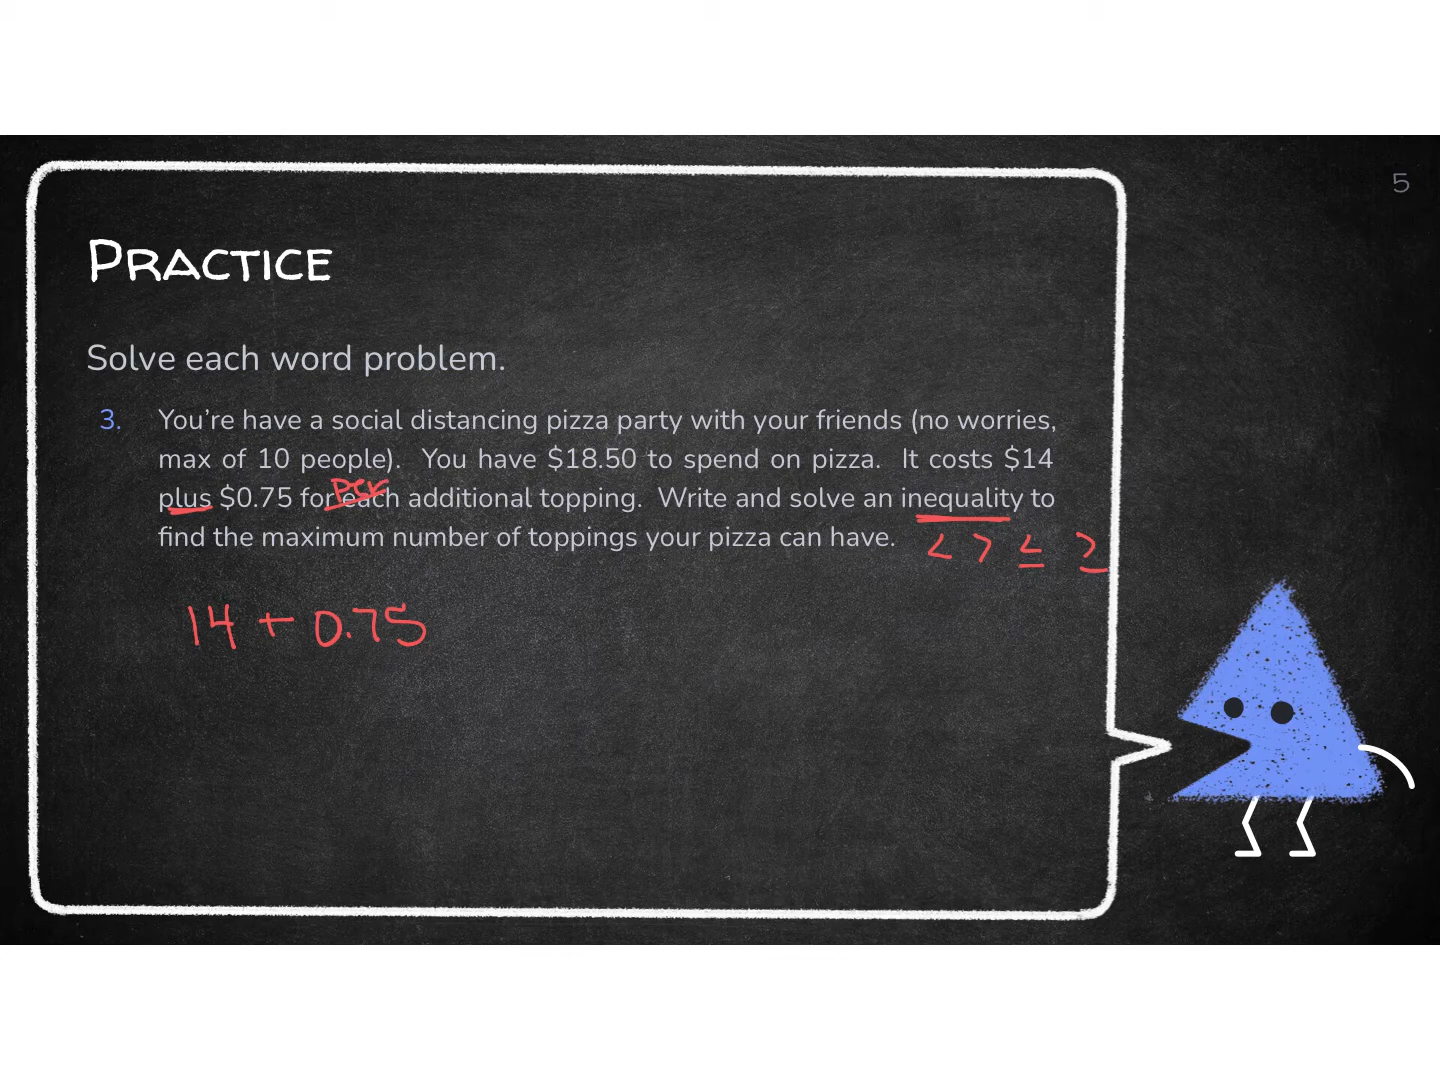 5
PRACTICE
Solve each word problem.
3. You’re have a social distancing pizza party with your friends (no worries,
max of 10 people). You have $18.50 to spend on pizza. It costs $14
per
plus $0.75 for each additional topping. Write and solve an inequality to
find the maximum number of toppings your pizza can have.
< > ≤ ≥
14 + 0.75